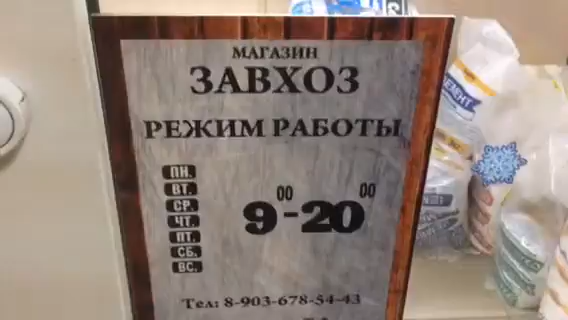 МАГАЗИН
ЗАВХОЗ
РЕЖИМ РАБОТЫ
ПН.
ВТ.
СР.
ЧТ.
ПТ.
СБ.
ВС.
900-2000
Тел: 8-903-678-54-43
ЦЕМЕНТ